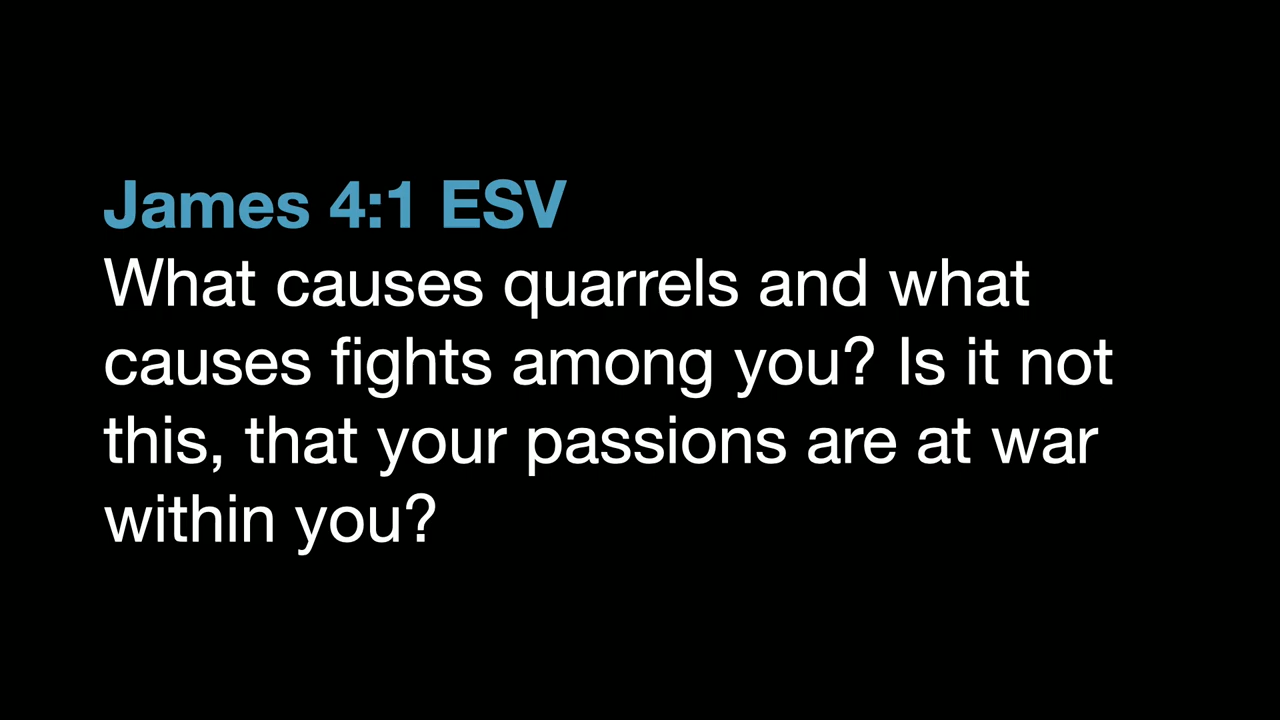 James 4:1 ESV
What causes quarrels and what
causes fights among you? Is it not
this, that your passions are at war
within you?